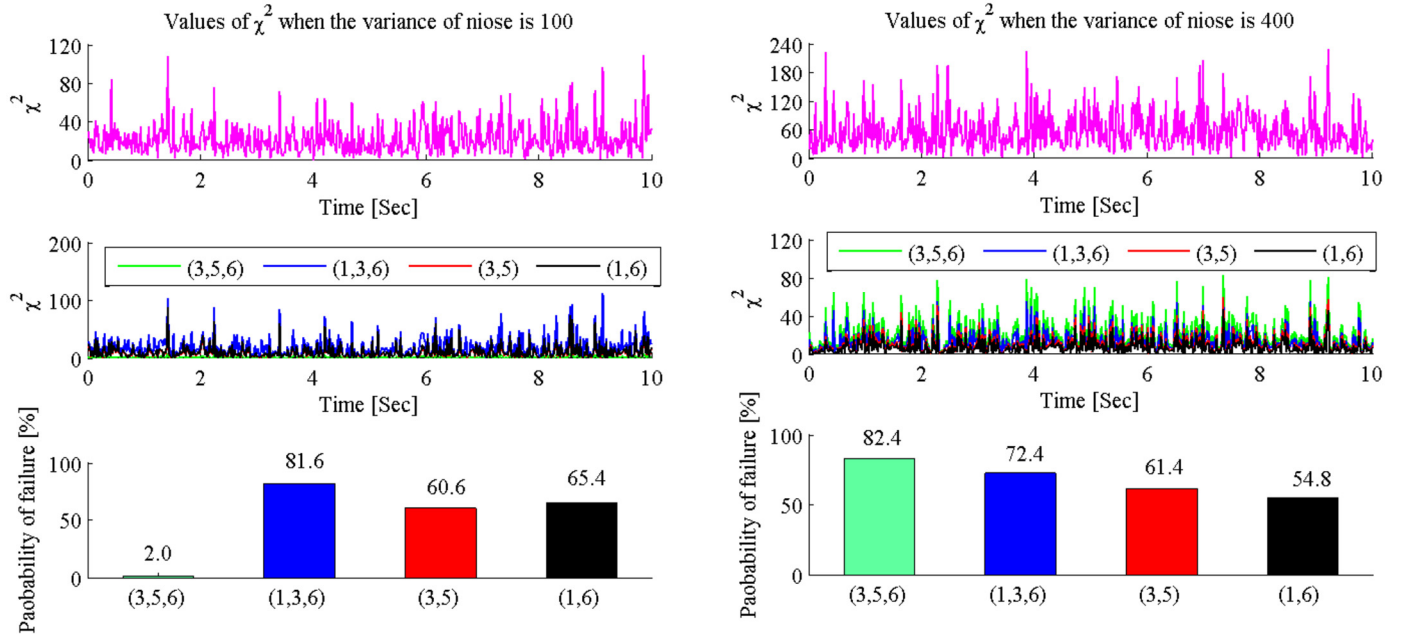 Values of χ² when the variance of niose is 100
120
80
40
0
χ²
0 2 4 6 8 10
Time [Sec]
200
100
0
χ²
(3,5,6) (1,3,6) (3,5) (1,6)
0 2 4 6 8 10
Time [Sec]
Paobability of failure [%]
100
50
0
2.0
81.6
60.6
65.4
(3,5,6) (1,3,6) (3,5) (1,6)
Values of χ² when the variance of niose is 400
240
180
120
60
0
χ²
0 2 4 6 8 10
Time [Sec]
120
80
40
0
χ²
(3,5,6) (1,3,6) (3,5) (1,6)
0 2 4 6 8 10
Time [Sec]
Paobability of failure [%]
100
50
0
82.4
72.4
61.4
54.8
(3,5,6) (1,3,6) (3,5) (1,6)